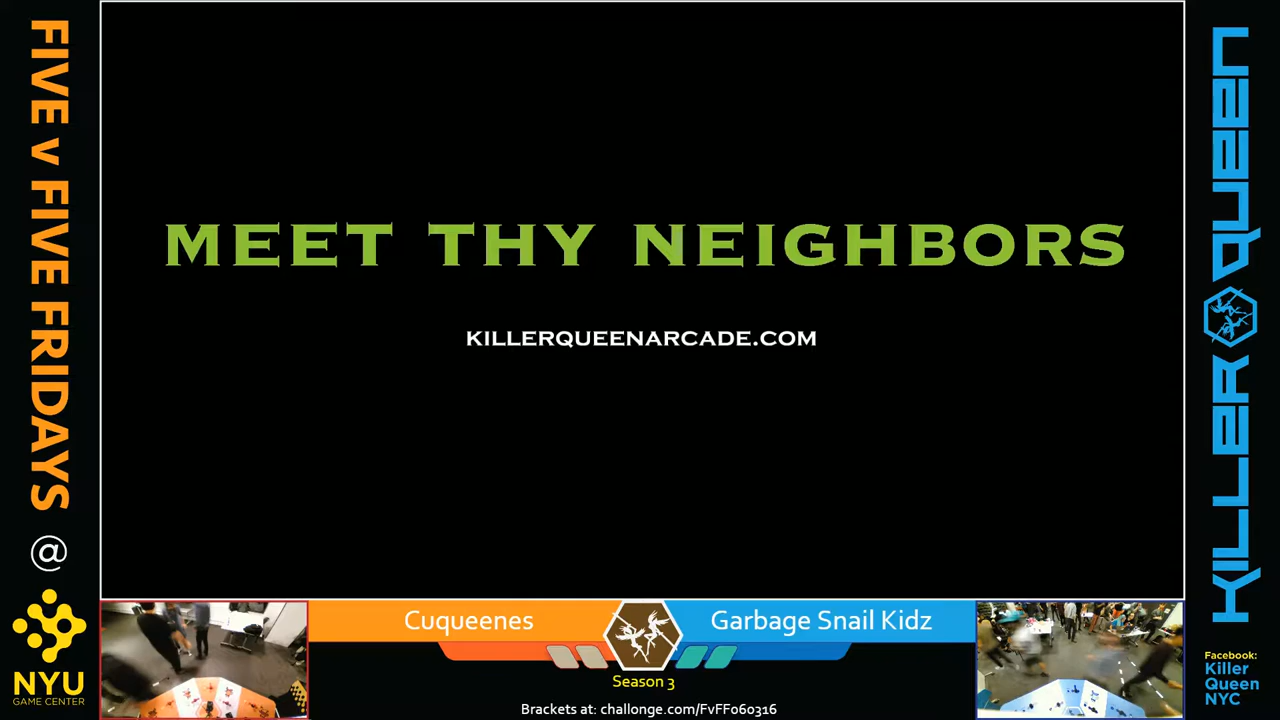 FIVE v FIVE FRIDAYS @
NYU
GAME CENTER
MEET THY NEIGHBORS
KILLERQUEENARCADE.COM
KILLER QUEEN
Facebook:
Killer
Queen
NYC
Cuqueenes
Garbage Snail Kidz
Season 3
Brackets at: challonge.com/FvFF060316